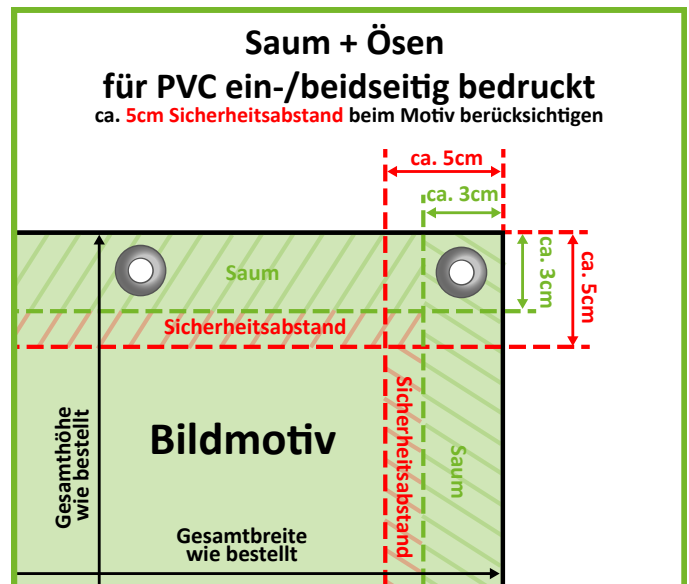 Saum + Ösen
für PVC ein-/beidseitig bedruckt
ca. 5cm Sicherheitsabstand beim Motiv berücksichtigen
ca. 5cm
ca. 3cm
ca. 3cm
ca. 5cm
Saum
Sicherheitsabstand
Gesamthöhe
wie bestellt
Bildmotiv
Sicherheitsabstand
Saum
Gesamtbreite
wie bestellt